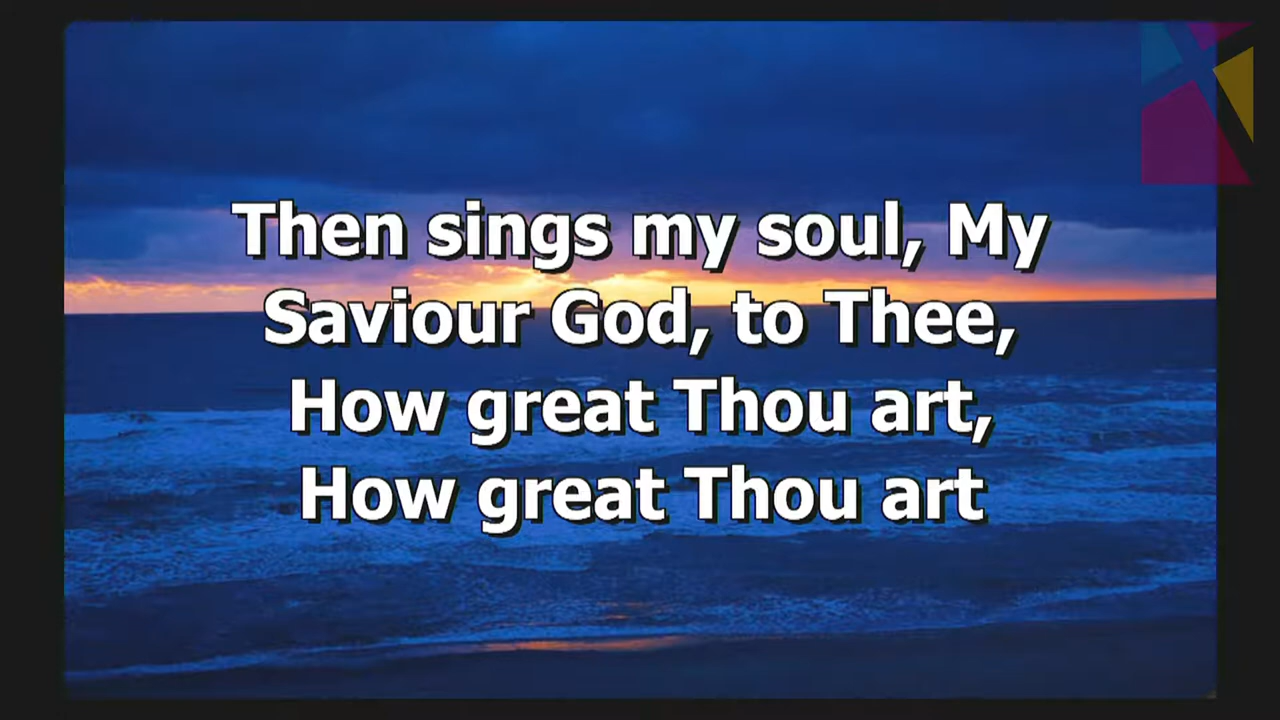 Then sings my soul, My
Saviour God, to Thee,
How great Thou art,
How great Thou art